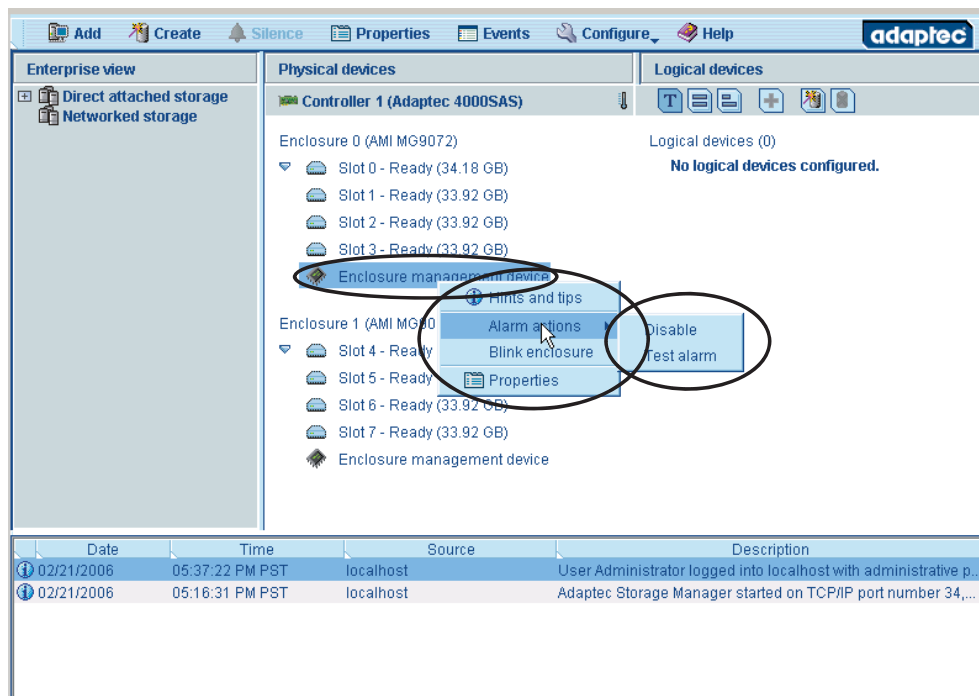 Add Create Silence Properties Events Configure Help adaptec
Enterprise view
Direct attached storage
Networked storage
Physical devices
Controller 1 (Adaptec 4000SAS)
Enclosure 0 (AMI MG9072)
Slot 0 - Ready (34.18 GB)
Slot 1 - Ready (33.92 GB)
Slot 2 - Ready (33.92 GB)
Slot 3 - Ready (33.92 GB)
Enclosure management device
Hints and tips
Alarm actions
Blink enclosure
Properties
Disable
Test alarm
Enclosure 1 (AMI MG90
Slot 4 - Ready
Slot 5 - Ready
Slot 6 - Ready (33.92 GB)
Slot 7 - Ready (33.92 GB)
Enclosure management device
Logical devices
T
Logical devices (0)
No logical devices configured.
Date Time Source Description
02/21/2006 05:37:22 PM PST localhost User Administrator logged into localhost with administrative p...
02/21/2006 05:16:31 PM PST localhost Adaptec Storage Manager started on TCP/IP port number 34,...